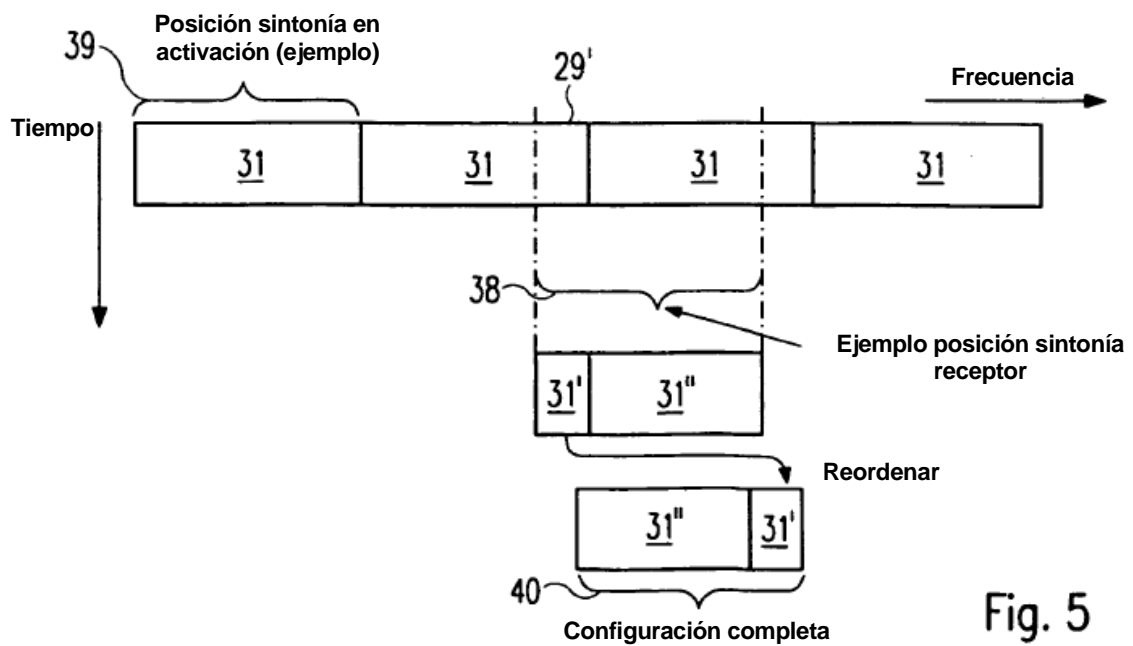 Posición sintonía en
activación (ejemplo)
39
29'
Frecuencia
Tiempo
31 31 31 31
38
Ejemplo posición sintonía
receptor
31' 31"
Reordenar
31" 31'
40
Configuración completa
Fig. 5